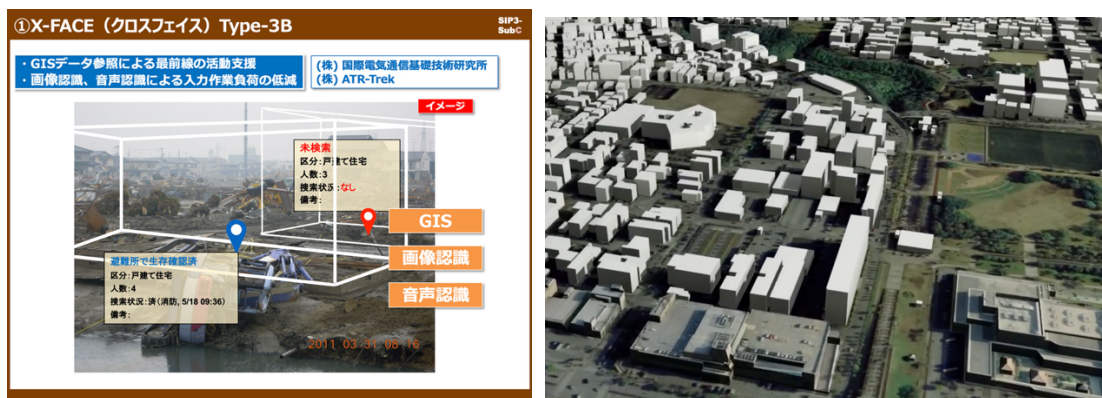 ①X-FACE（クロスフェイス）Type-3B
SIP3-
SubC
・GISデータ参照による最前線の活動支援
・画像認識、音声認識による入力作業負荷の低減
(株) 国際電気通信基礎技術研究所
(株) ATR-Trek
イメージ
未検索
区分：戸建て住宅
人数：3
捜索状況：なし
備考：
GIS
画像認識
音声認識
避難所で生存確認済
区分：戸建て住宅
人数：4
捜索状況：済（消防, 5/18 09:36）
備考：
2011 03 31 08 16